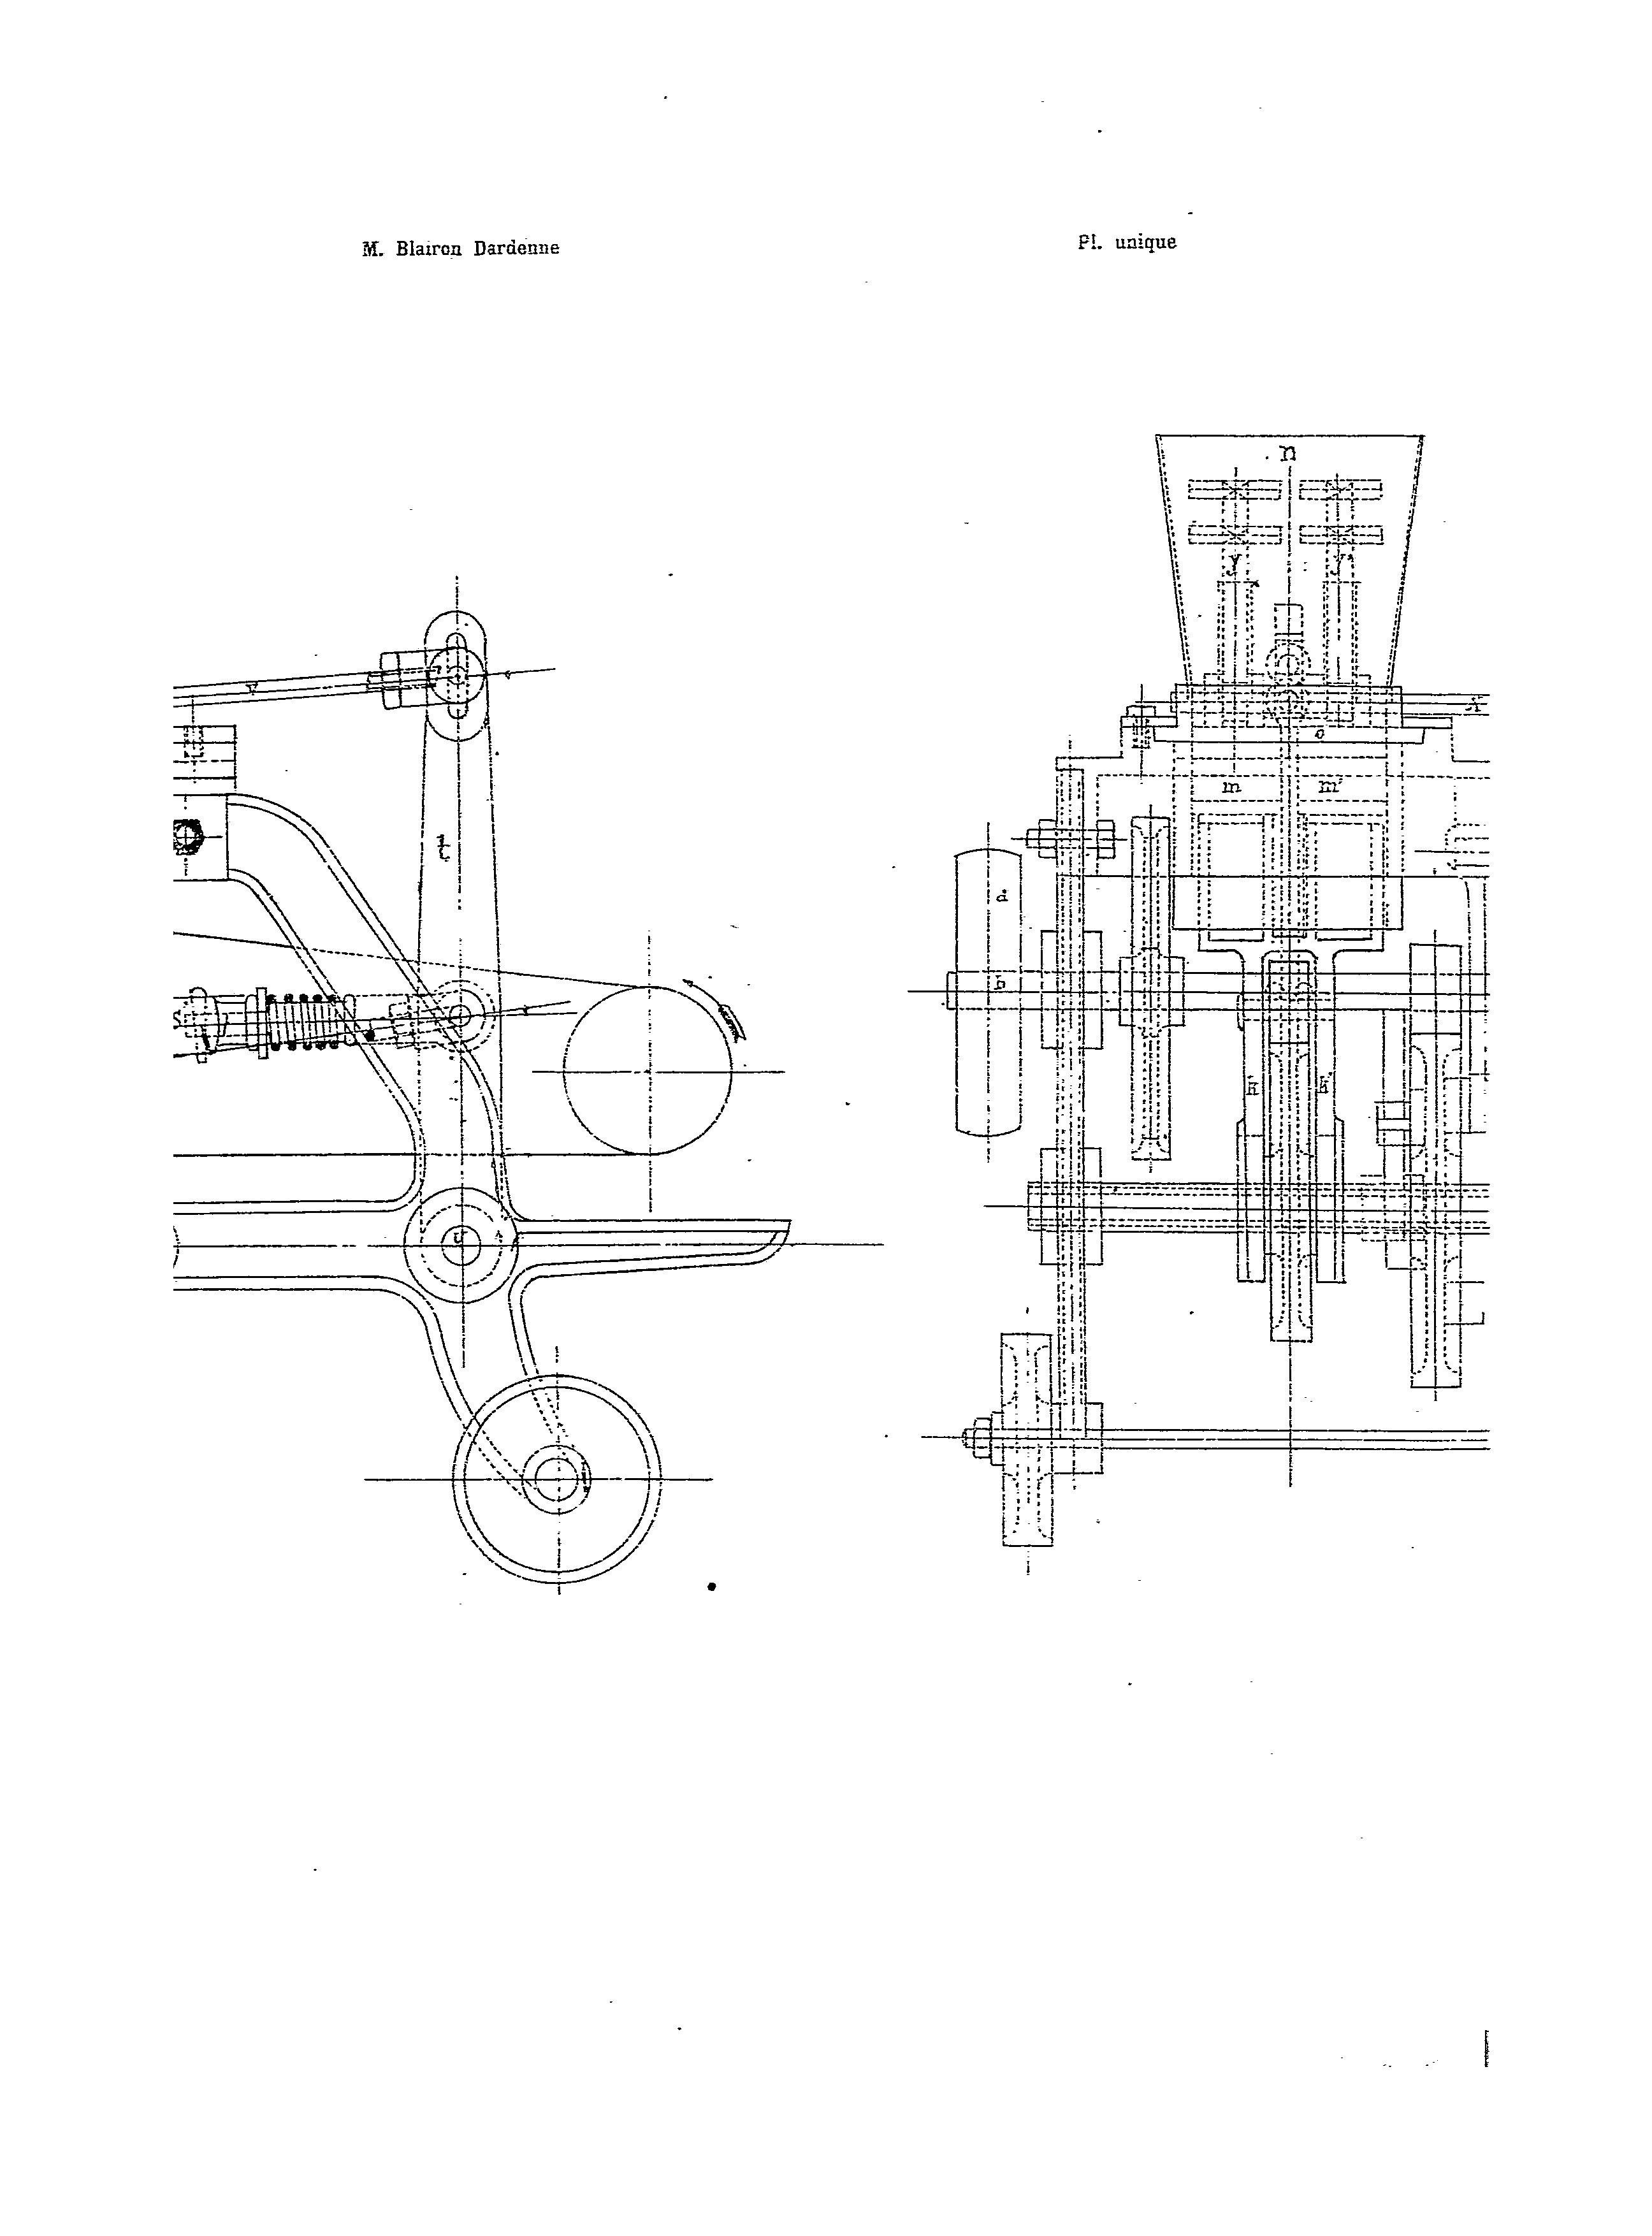 M. Blairon Dardenne
Pl. unique
n
y y'
v
o
m m'
t
a
b
u